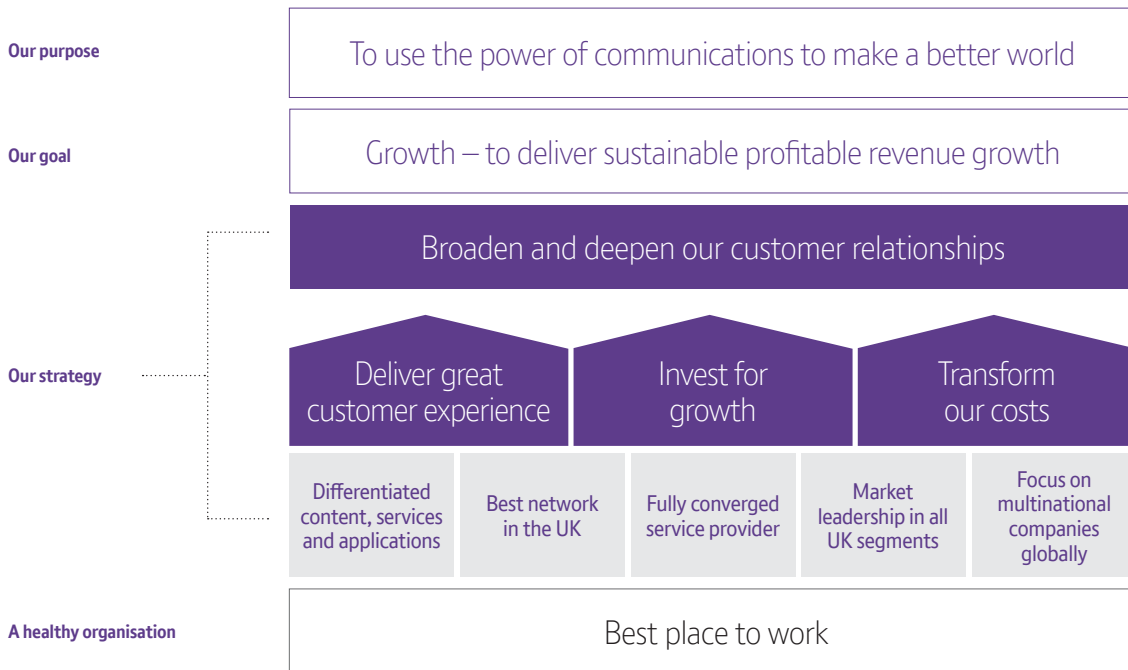 Our purpose
To use the power of communications to make a better world
Our goal
Growth – to deliver sustainable profitable revenue growth
Broaden and deepen our customer relationships
Our strategy
Deliver great
customer experience
Invest for
growth
Transform
our costs
Differentiated
content, services
and applications
Best network
in the UK
Fully converged
service provider
Market
leadership in all
UK segments
Focus on
multinational
companies
globally
A healthy organisation
Best place to work